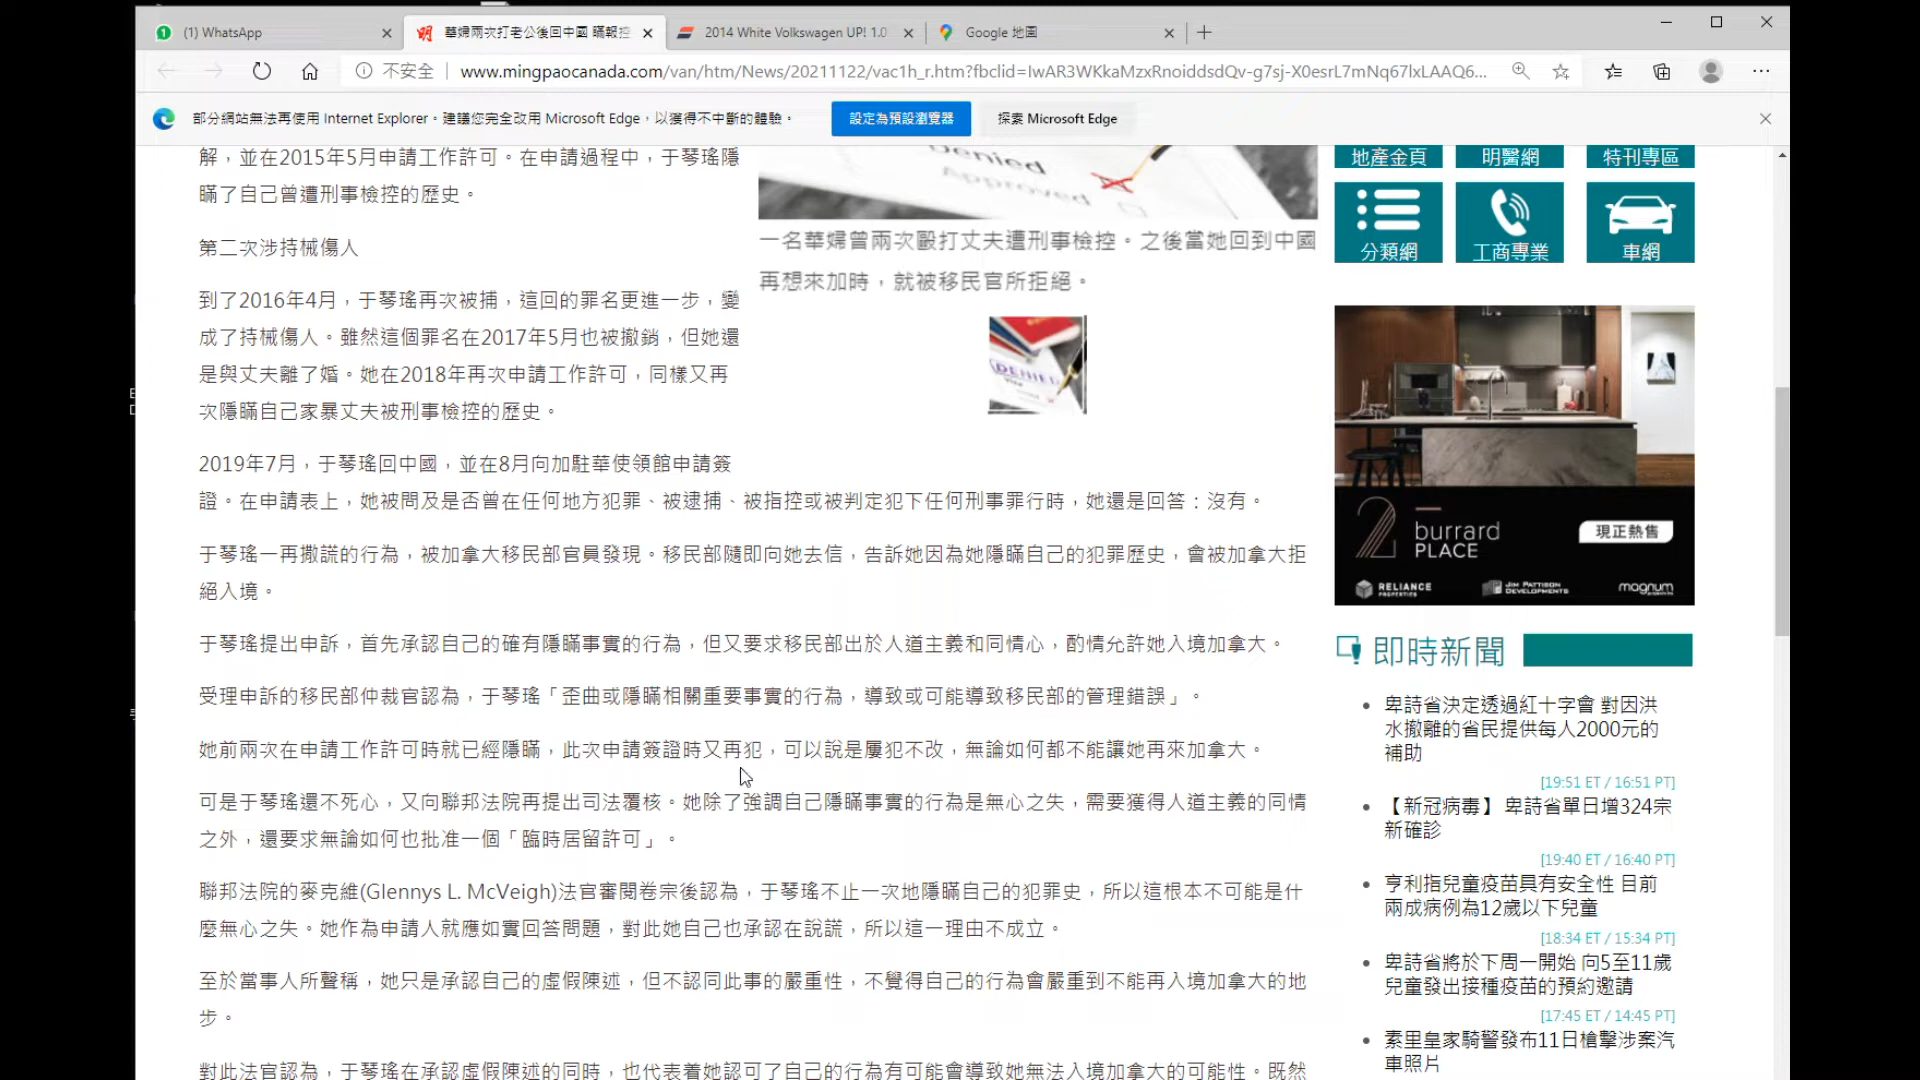 (1) WhatsApp
華婦兩次打老公後回中國 瞞報控
2014 White Volkswagen UP! 1.0
Google 地圖
不安全
www.mingpaocanada.com/van/htm/News/20211122/vac1h_r.htm?fbclid=IwAR3WKkaMzxRnoiddsdQv-g7sj-X0esrL7mNq67lxLAAQ6...
部分網站無法再使用 Internet Explorer。建議您完全改用 Microsoft Edge，以獲得不中斷的體驗。
設定為預設瀏覽器
探索 Microsoft Edge
解，並在2015年5月申請工作許可。在申請過程中，于琴瑤隱
瞞了自己曾遭刑事檢控的歷史。
第二次涉持械傷人
到了2016年4月，于琴瑤再次被捕，這回的罪名更進一步，變
成了持械傷人。雖然這個罪名在2017年5月也被撤銷，但她還
是與丈夫離了婚。她在2018年再次申請工作許可，同樣又再
次隱瞞自己家暴丈夫被刑事檢控的歷史。
2019年7月，于琴瑤回中國，並在8月向加駐華使領館申請簽
證。在申請表上，她被問及是否曾在任何地方犯罪、被逮捕、被指控或被判定犯下任何刑事罪行時，她還是回答：沒有。
于琴瑤一再撒謊的行為，被加拿大移民部官員發現。移民部隨即向她去信，告訴她因為她隱瞞自己的犯罪歷史，會被加拿大拒
絕入境。
于琴瑤提出申訴，首先承認自己的確有隱瞞事實的行為，但又要求移民部出於人道主義和同情心，酌情允許她入境加拿大。
受理申訴的移民部仲裁官認為，于琴瑤「歪曲或隱瞞相關重要事實的行為，導致或可能導致移民部的管理錯誤」。
她前兩次在申請工作許可時就已經隱瞞，此次申請簽證時又再犯，可以說是屢犯不改，無論如何都不能讓她再來加拿大。
可是于琴瑤還不死心，又向聯邦法院再提出司法覆核。她除了強調自己隱瞞事實的行為是無心之失，需要獲得人道主義的同情
之外，還要求無論如何也批准一個「臨時居留許可」。
聯邦法院的麥克維(Glennys L. McVeigh)法官審閱卷宗後認為，于琴瑤不止一次地隱瞞自己的犯罪史，所以這根本不可能是什
麼無心之失。她作為申請人就應如實回答問題，對此她自己也承認在說謊，所以這一理由不成立。
至於當事人所聲稱，她只是承認自己的虛假陳述，但不認同此事的嚴重性，不覺得自己的行為會嚴重到不能再入境加拿大的地
步。
對此法官認為，于琴瑤在承認虛假陳述的同時，也代表着她認可了自己的行為有可能會導致她無法入境加拿大的可能性。既然
Denied
Approved
一名華婦曾兩次毆打丈夫遭刑事檢控。之後當她回到中國
再想來加時，就被移民官所拒絕。
DENIED
地產金頁
明醫網
特刊專區
分類網
工商專業
車網
2 burrard
PLACE
現正熱售
RELIANCE
PROPERTIES
JIM PATTISON
DEVELOPMENTS
magnum
即時新聞
卑詩省決定透過紅十字會 對因洪
水撤離的省民提供每人2000元的
補助
[19:51 ET / 16:51 PT]
【新冠病毒】 卑詩省單日增324宗
新確診
[19:40 ET / 16:40 PT]
亨利指兒童疫苗具有安全性 目前
兩成病例為12歲以下兒童
[18:34 ET / 15:34 PT]
卑詩省將於下周一開始 向5至11歲
兒童發出接種疫苗的預約邀請
[17:45 ET / 14:45 PT]
素里皇家騎警發布11日槍擊涉案汽
車照片